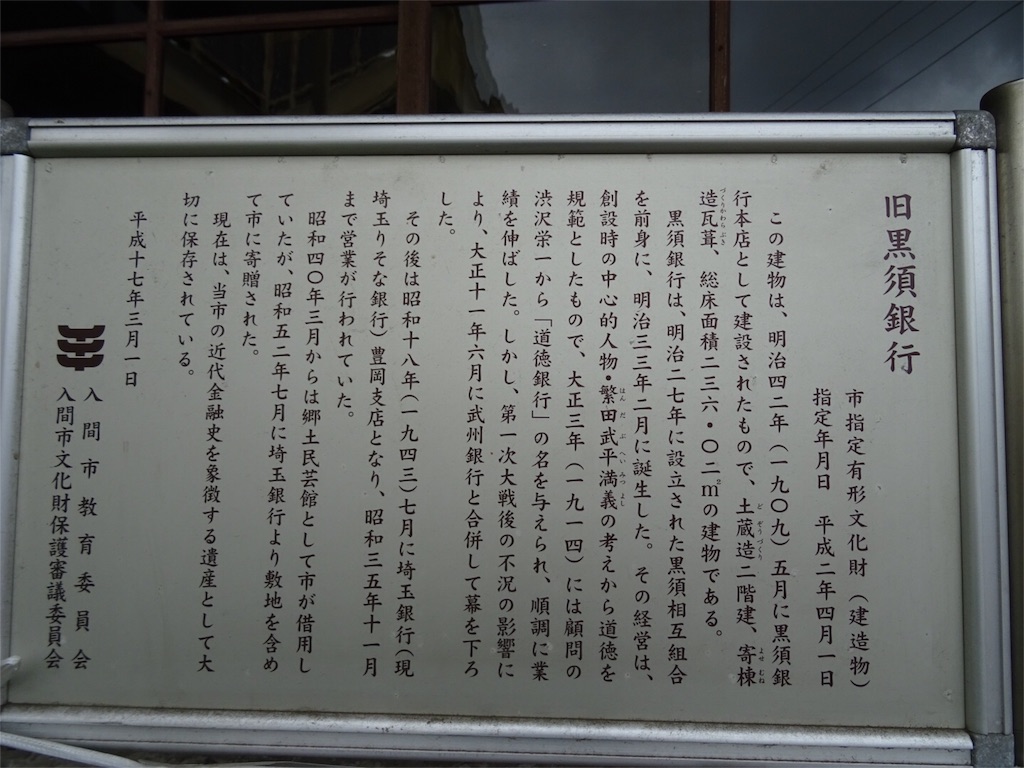 旧黒須銀行
市指定有形文化財（建造物）
指定年月日　平成二年四月一日
この建物は、明治四二年（一九〇九）五月に黒須銀
行本店として建設されたもので、土蔵造二階建、寄棟
造瓦葺、総床面積二三六・〇二㎡の建物である。
黒須銀行は、明治二七年に設立された黒須相互組合
を前身に、明治三三年二月に誕生した。その経営は、
創設時の中心的人物・繁田武平満義の考えから道徳を
規範としたもので、大正三年（一九一四）には顧問の
渋沢栄一から「道徳銀行」の名を与えられ、順調に業
績を伸ばした。しかし、第一次大戦後の不況の影響に
より、大正十一年六月に武州銀行と合併して幕を下ろ
した。
その後は昭和十八年（一九四三）七月に埼玉銀行（現
埼玉りそな銀行）豊岡支店となり、昭和三五年十一月
まで営業が行われていた。
昭和四〇年三月からは郷土民芸館として市が借用し
ていたが、昭和五二年七月に埼玉銀行より敷地を含め
て市に寄贈された。
現在は、当市の近代金融史を象徴する遺産として大
切に保存されている。
平成十七年三月一日
入間市教育委員会
入間市文化財保護審議委員会